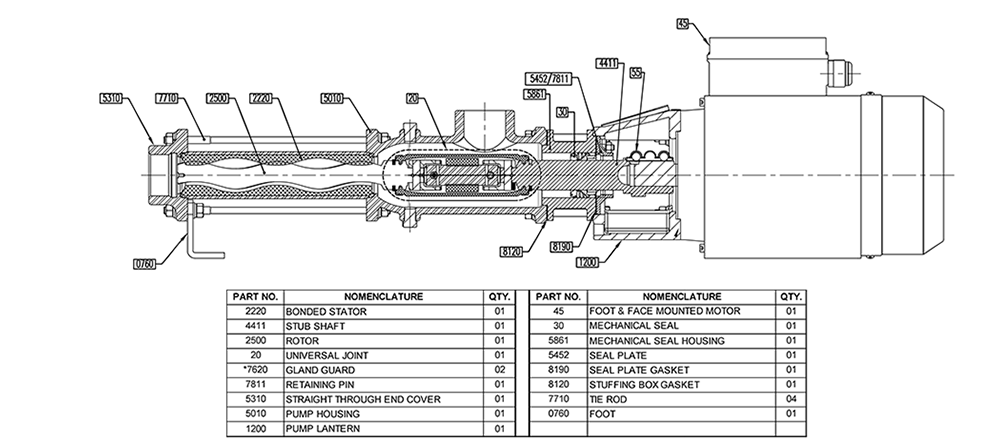 45
4411
55
5452/7811
5310
7710
2500
2220
5010
20
5861
30
0760
8120
8190
1200
PART NO. NOMENCLATURE QTY. PART NO. NOMENCLATURE QTY.
2220 BONDED STATOR 01 45 FOOT & FACE MOUNTED MOTOR 01
4411 STUB SHAFT 01 30 MECHANICAL SEAL 01
2500 ROTOR 01 5861 MECHANICAL SEAL HOUSING 01
20 UNIVERSAL JOINT 01 5452 SEAL PLATE 01
*7620 GLAND GUARD 02 8190 SEAL PLATE GASKET 01
7811 RETAINING PIN 01 8120 STUFFING BOX GASKET 01
5310 STRAIGHT THROUGH END COVER 01 7710 TIE ROD 04
5010 PUMP HOUSING 01 0760 FOOT 01
1200 PUMP LANTERN 01